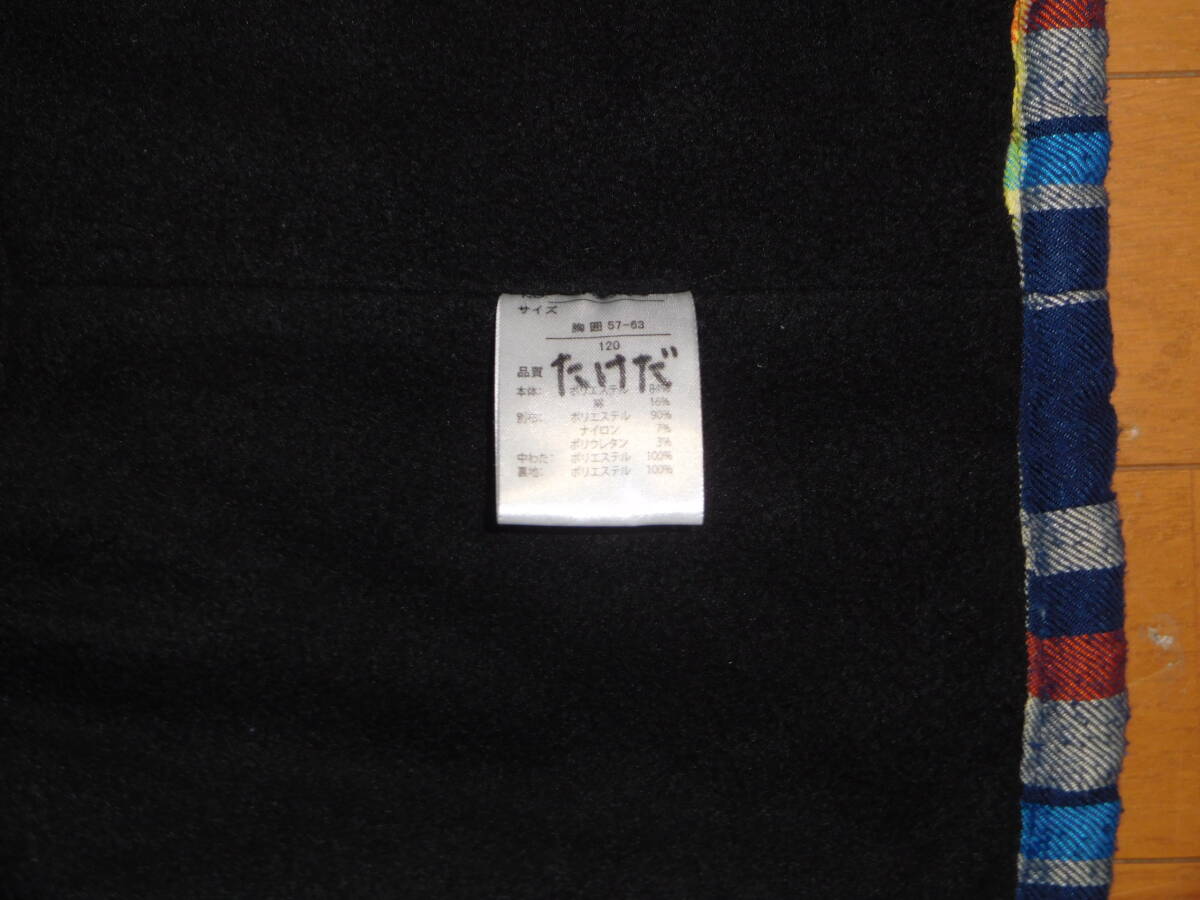 サイズ
胸囲 57-63
120
品質 たけだ
本体: ポリエステル 84%
綿 16%
別布: ポリエステル 90%
ナイロン 7%
ポリウレタン 3%
中わた: ポリエステル 100%
裏地: ポリエステル 100%